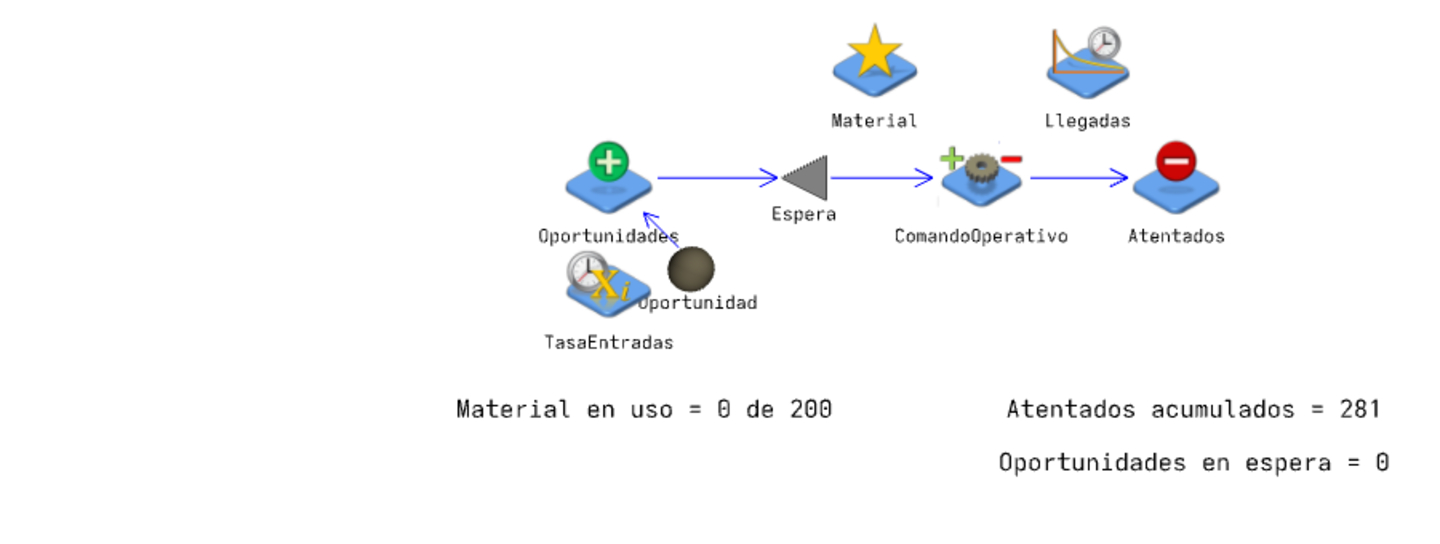 Material
Llegadas
Espera
Oportunidades
ComandoOperativo
Atentados
Oportunidad
TasaEntradas
Material en uso = 0 de 200
Atentados acumulados = 281
Oportunidades en espera = 0